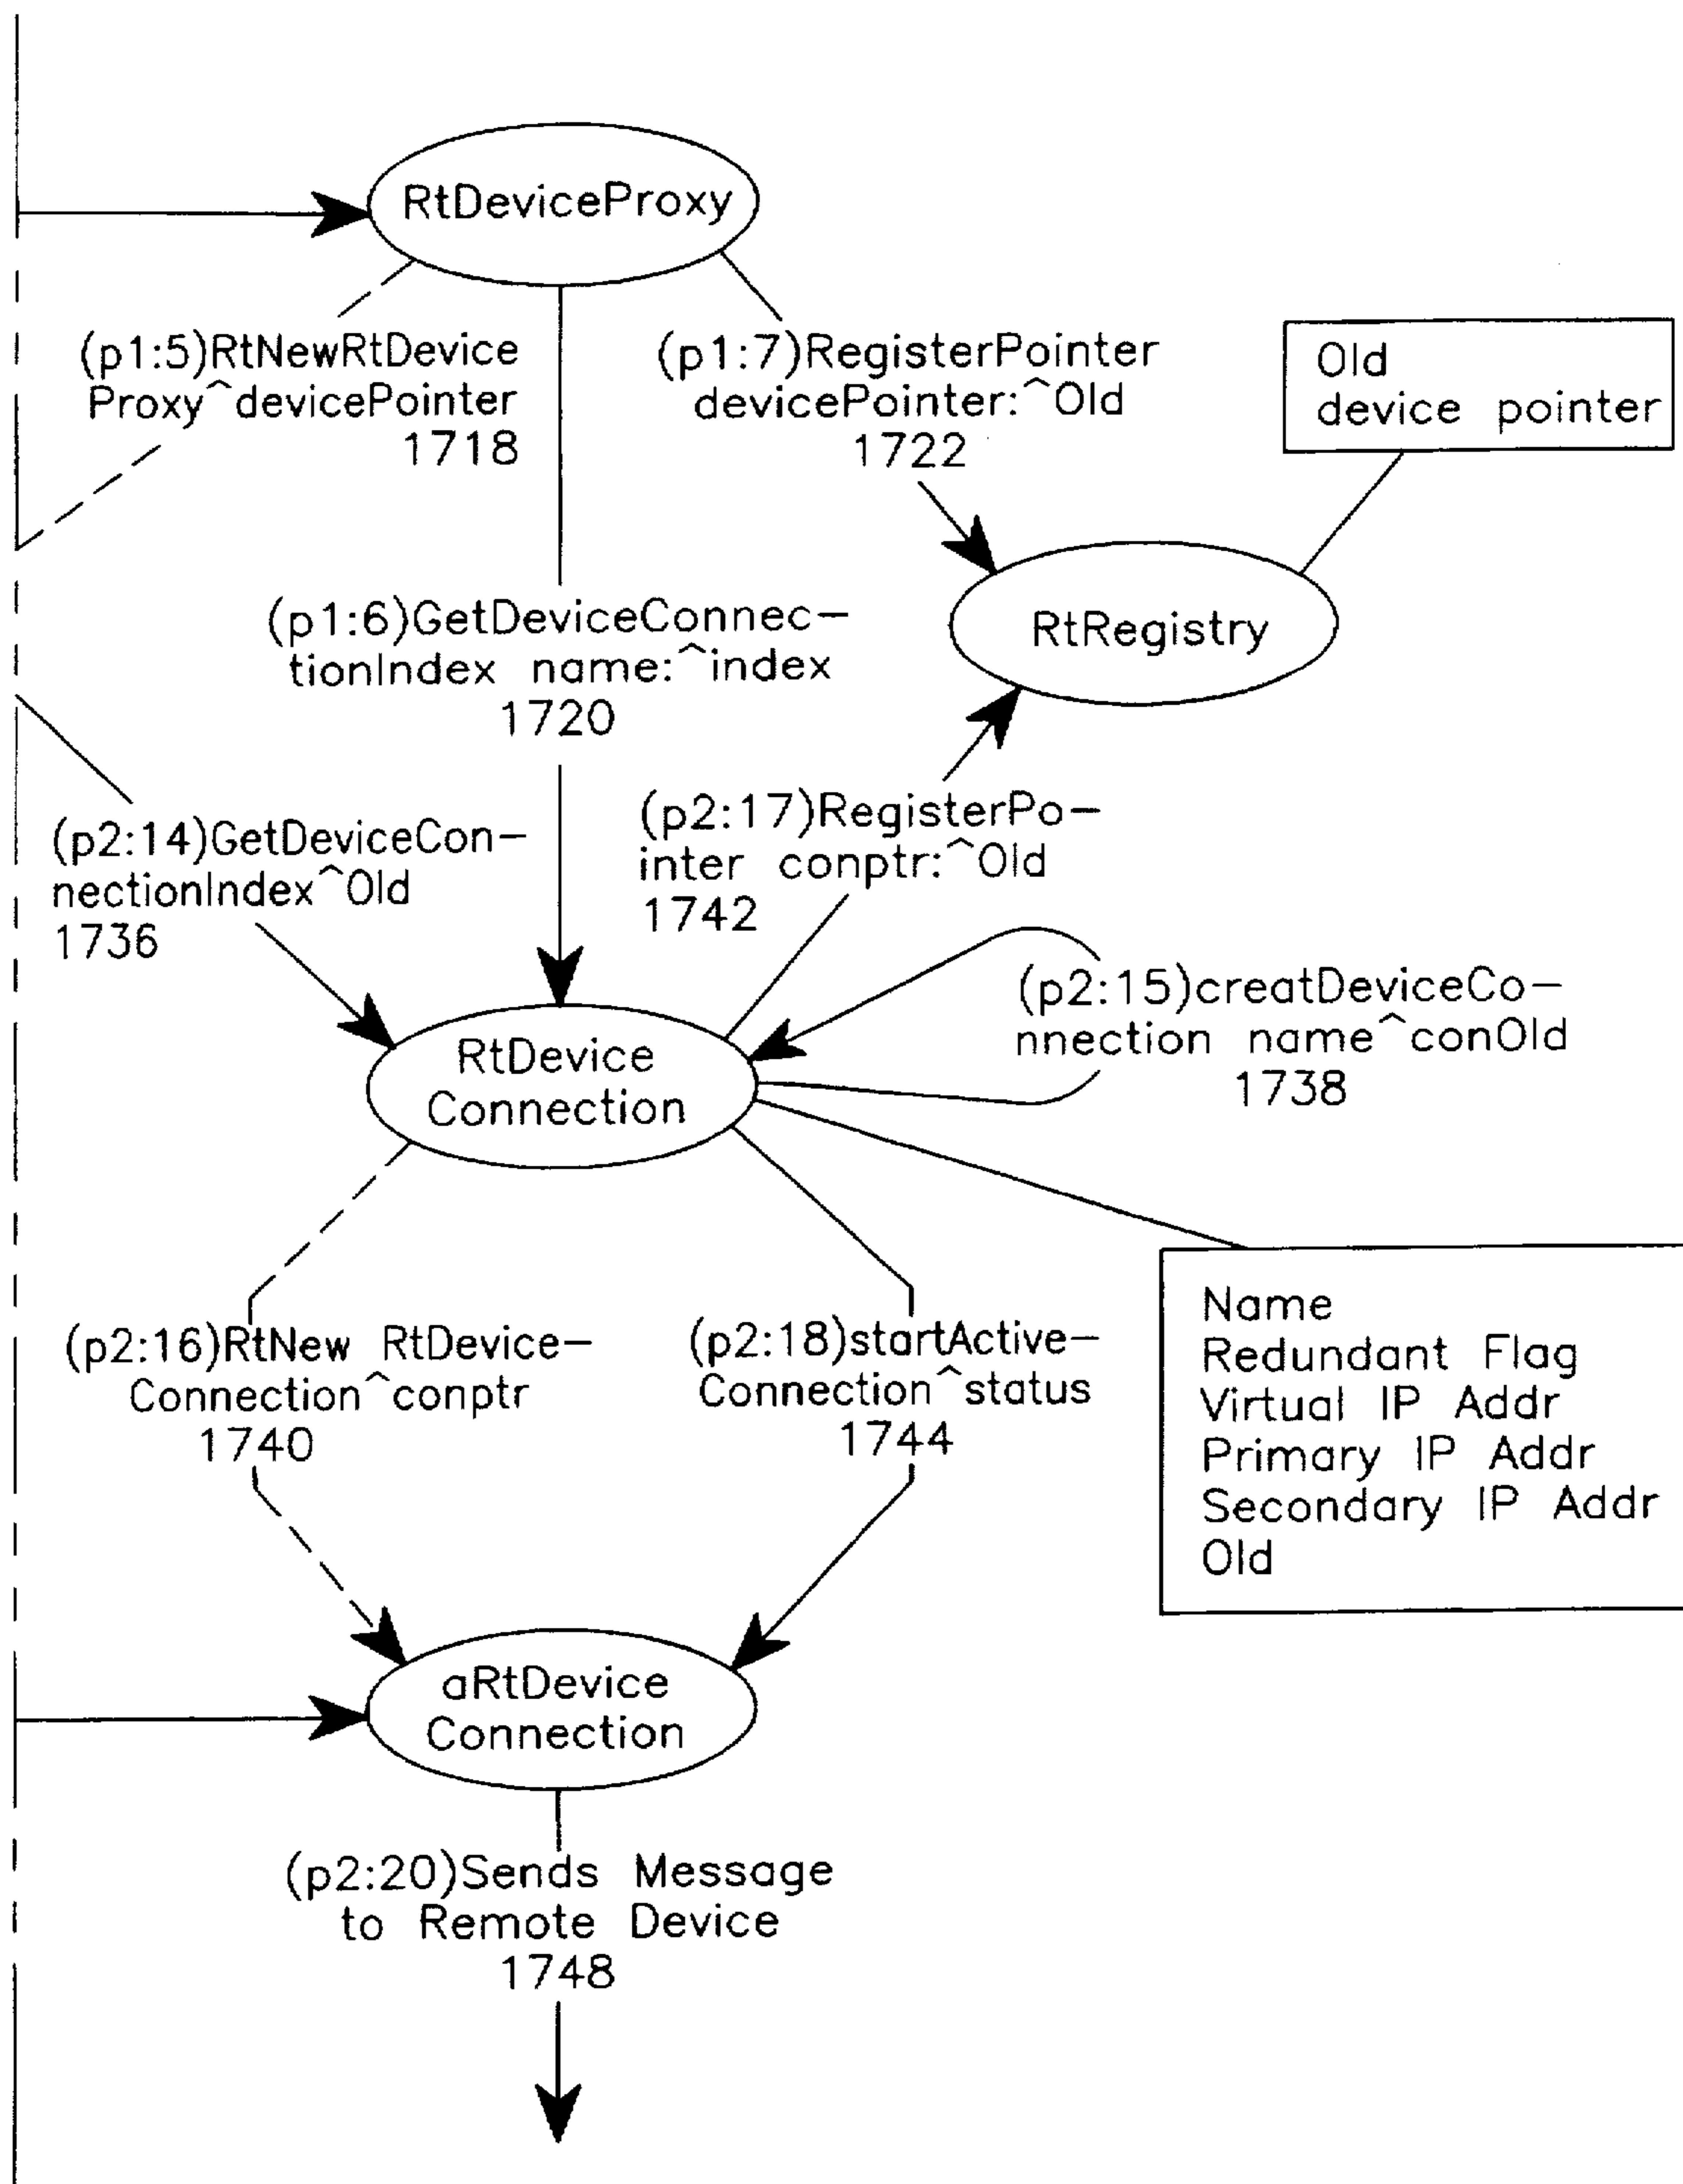 RtDeviceProxy
(p1:5)RtNewRtDevice
Proxy^devicePointer
1718
(p1:7)RegisterPointer
devicePointer:^Old
1722
Old
device pointer
(p1:6)GetDeviceConnec-
tionIndex name:^index
1720
RtRegistry
(p2:14)GetDeviceCon-
nectionIndex^Old
1736
(p2:17)RegisterPo-
inter conptr:^Old
1742
(p2:15)creatDeviceCo-
nnection name^conOld
1738
RtDevice
Connection
(p2:16)RtNew RtDevice-
Connection^conptr
1740
(p2:18)startActive-
Connection^status
1744
Name
Redundant Flag
Virtual IP Addr
Primary IP Addr
Secondary IP Addr
Old
aRtDevice
Connection
(p2:20)Sends Message
to Remote Device
1748